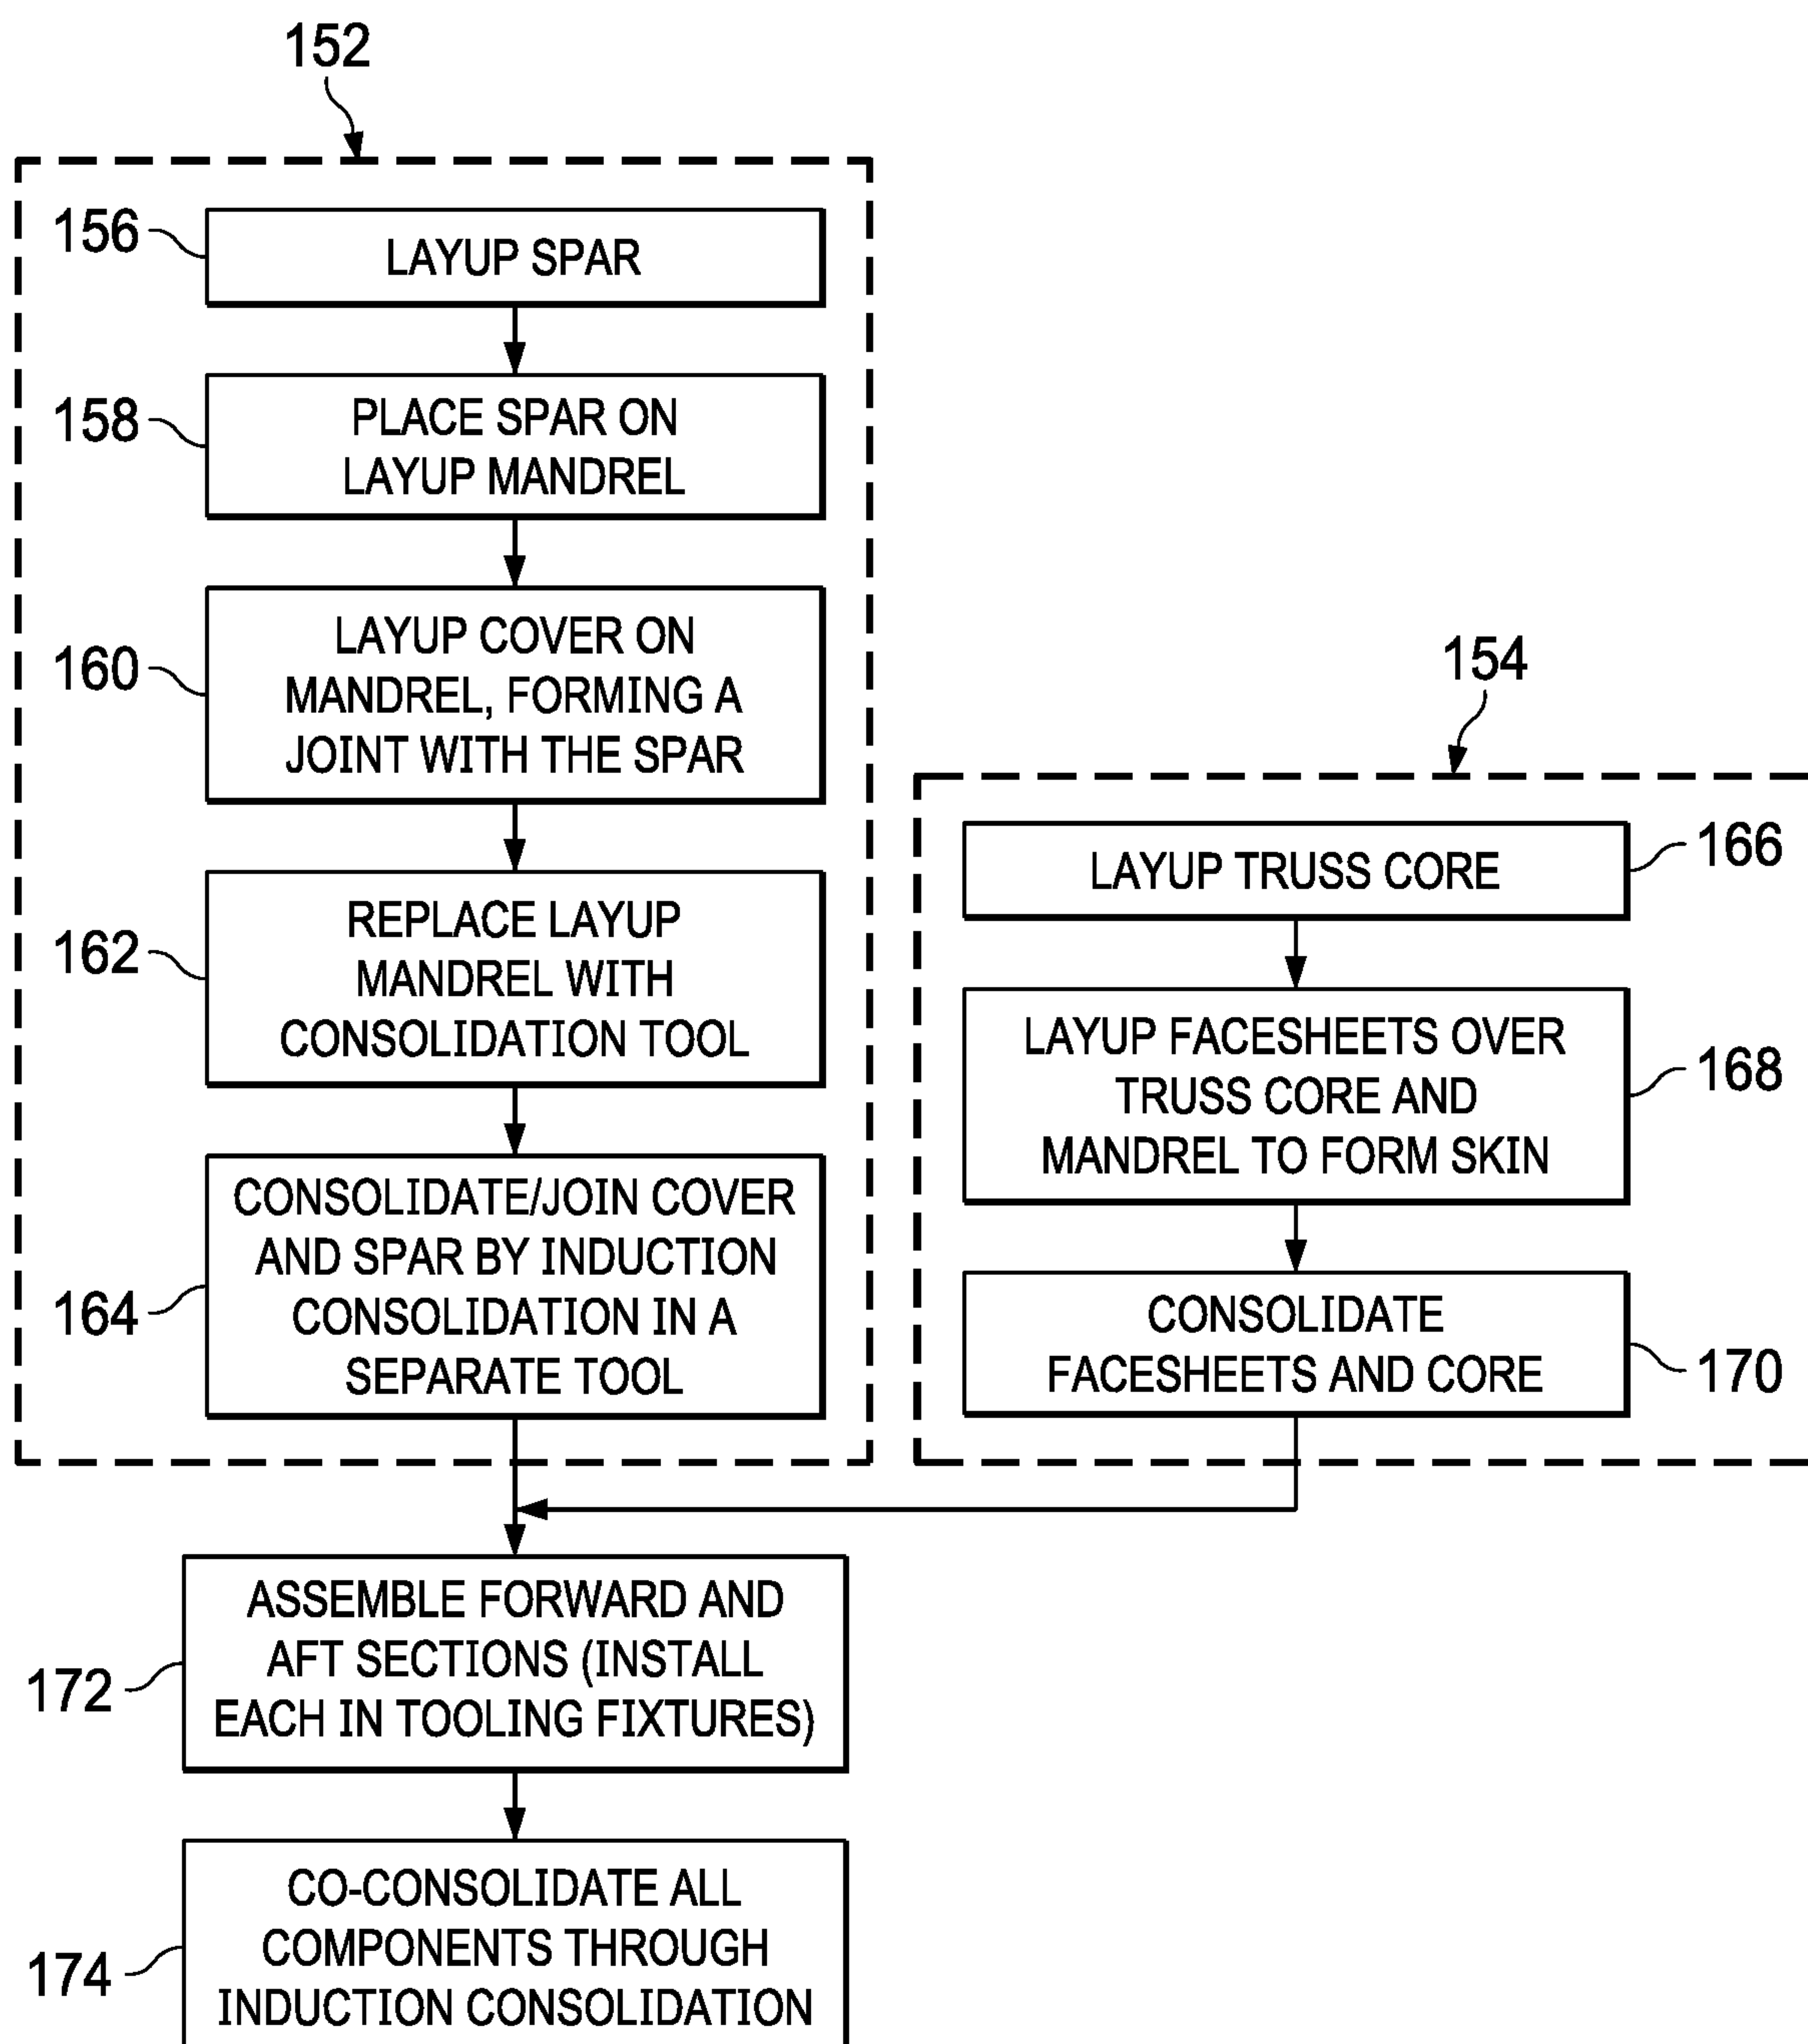 152
156
LAYUP SPAR
158
PLACE SPAR ON
LAYUP MANDREL
160
LAYUP COVER ON
MANDREL, FORMING A
JOINT WITH THE SPAR
162
REPLACE LAYUP
MANDREL WITH
CONSOLIDATION TOOL
164
CONSOLIDATE/JOIN COVER
AND SPAR BY INDUCTION
CONSOLIDATION IN A
SEPARATE TOOL
154
LAYUP TRUSS CORE
166
LAYUP FACESHEETS OVER
TRUSS CORE AND
MANDREL TO FORM SKIN
168
CONSOLIDATE
FACESHEETS AND CORE
170
172
ASSEMBLE FORWARD AND
AFT SECTIONS (INSTALL
EACH IN TOOLING FIXTURES)
174
CO-CONSOLIDATE ALL
COMPONENTS THROUGH
INDUCTION CONSOLIDATION